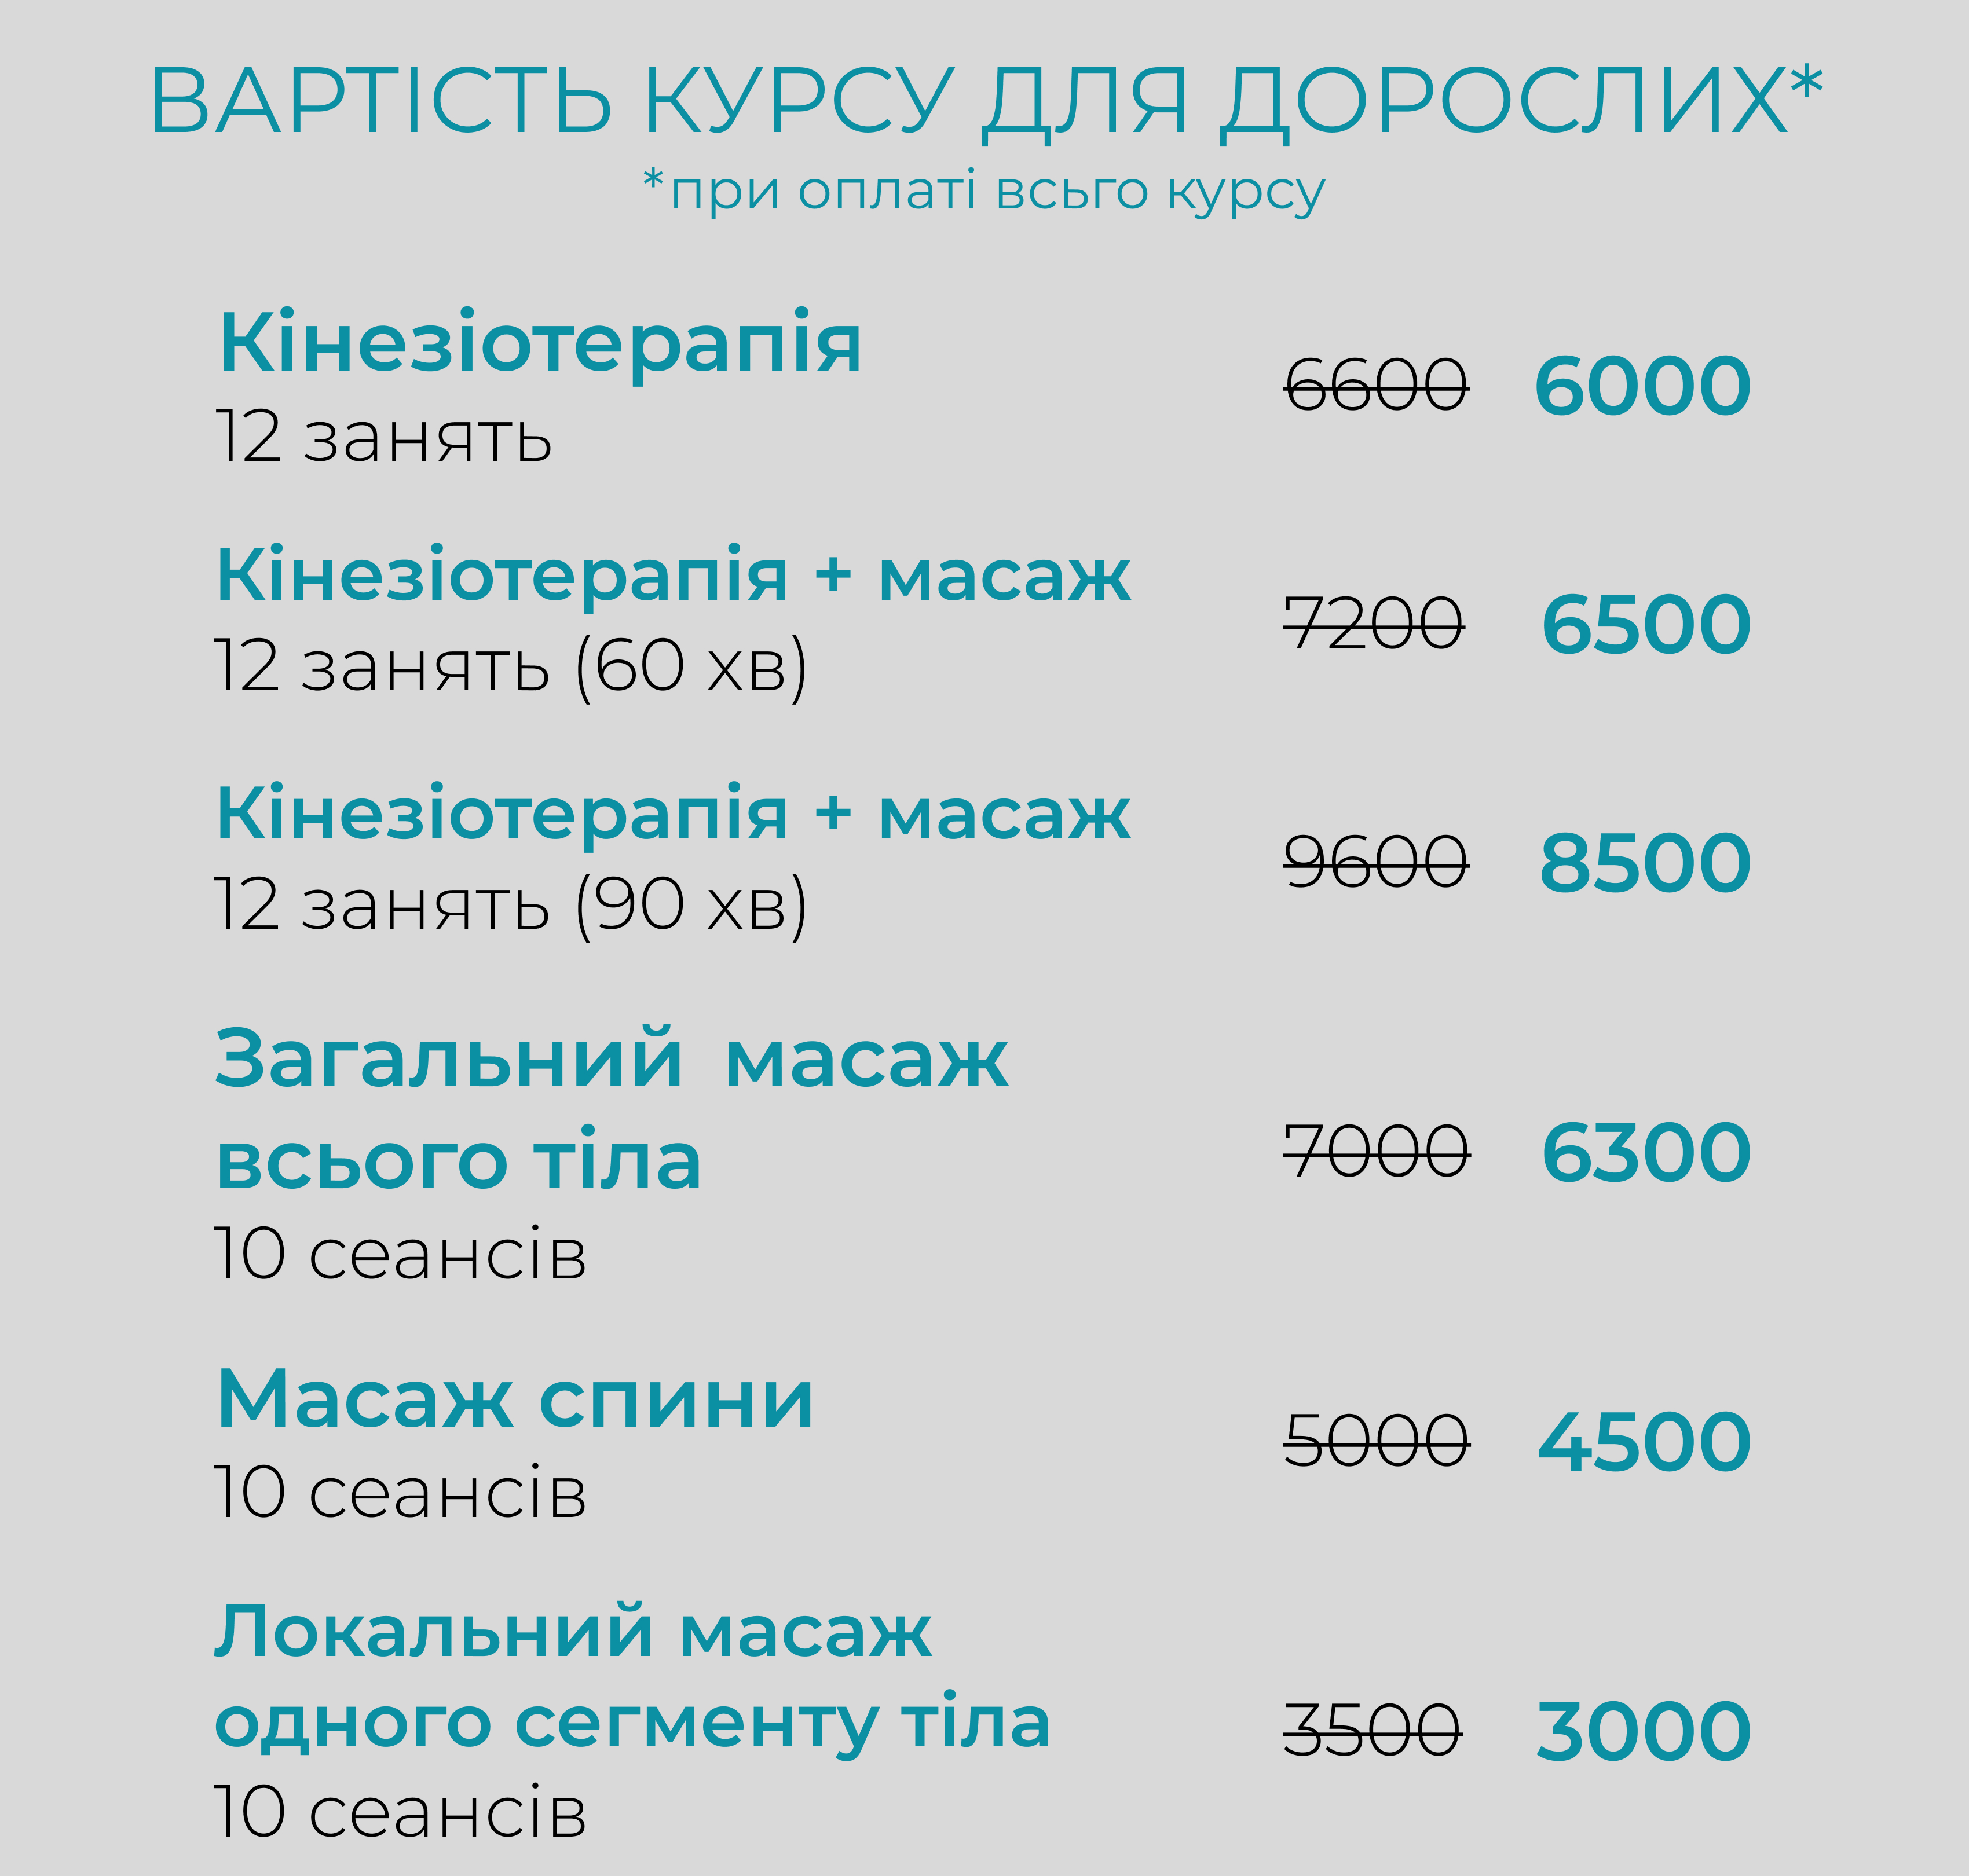 ВАРТІСТЬ КУРСУ ДЛЯ ДОРОСЛИХ*
*при оплаті всьго курсу
Кінезіотерапія
12 занять
6600 6000
Кінезіотерапія + масаж
12 занять (60 хв)
7200 6500
Кінезіотерапія + масаж
12 занять (90 хв)
9600 8500
Загальний масаж
всього тіла
10 сеансів
7000 6300
Масаж спини
10 сеансів
5000 4500
Локальний масаж
одного сегменту тіла
10 сеансів
3500 3000